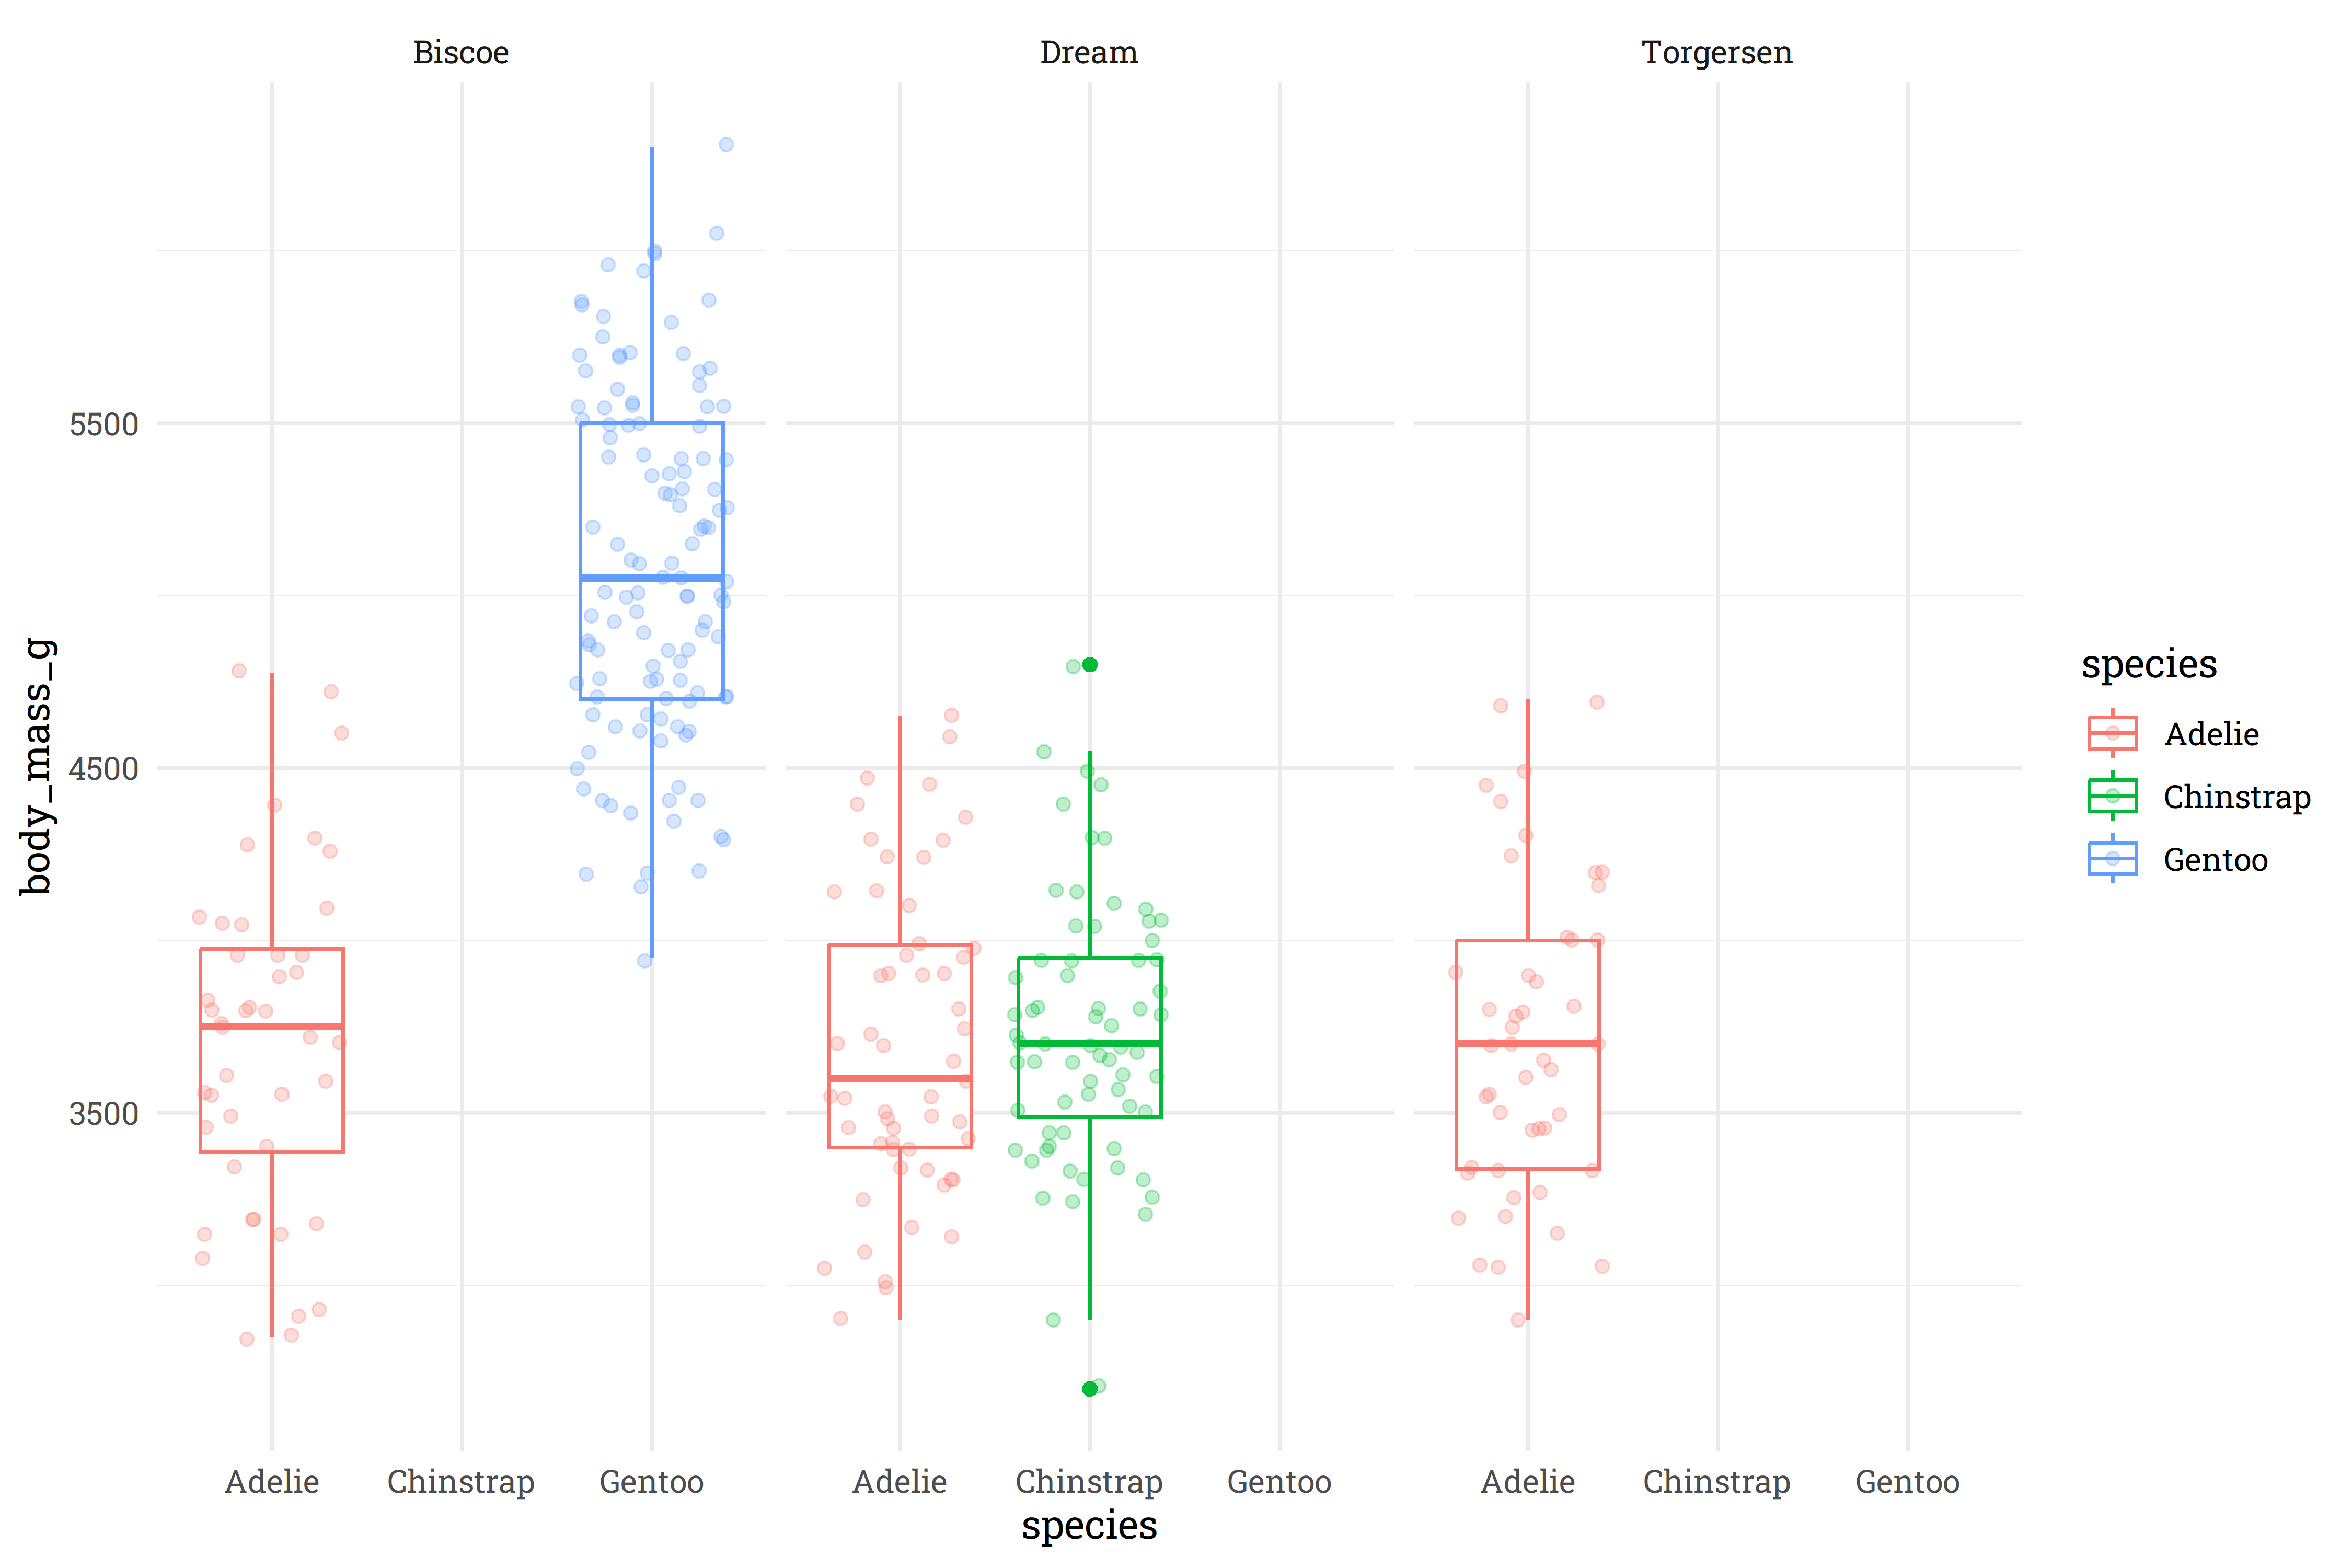 Biscoe Dream Torgersen
5500
4500
3500
body_mass_g
Adelie Chinstrap Gentoo Adelie Chinstrap Gentoo Adelie Chinstrap Gentoo
species
species
Adelie
Chinstrap
Gentoo